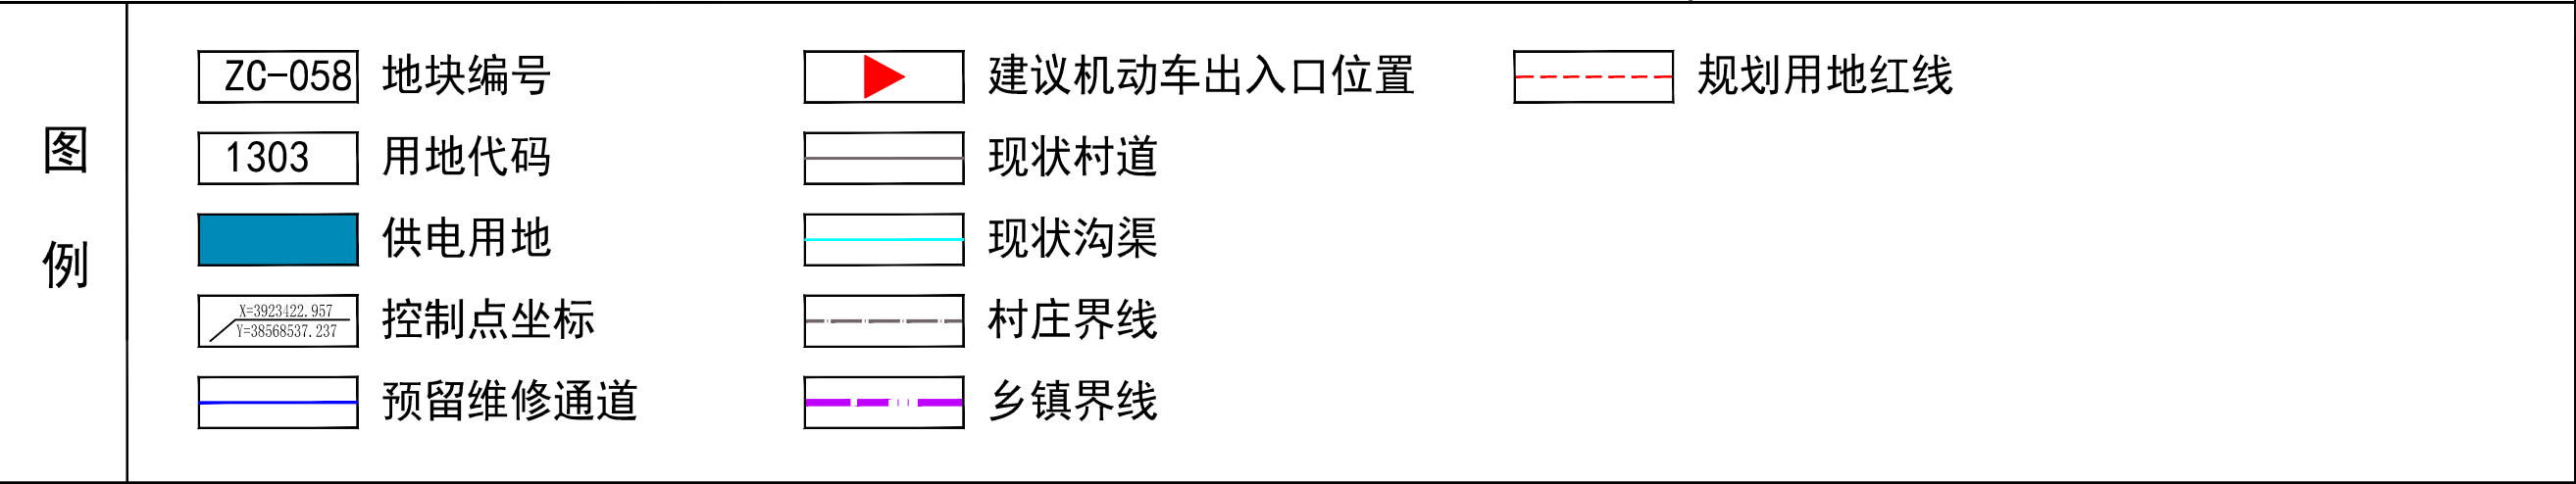 图例
ZC-058 地块编号
1303 用地代码
供电用地
X=3923422.957
Y=38568537.237
控制点坐标
预留维修通道
建议机动车出入口位置
现状村道
现状沟渠
村庄界线
乡镇界线
规划用地红线